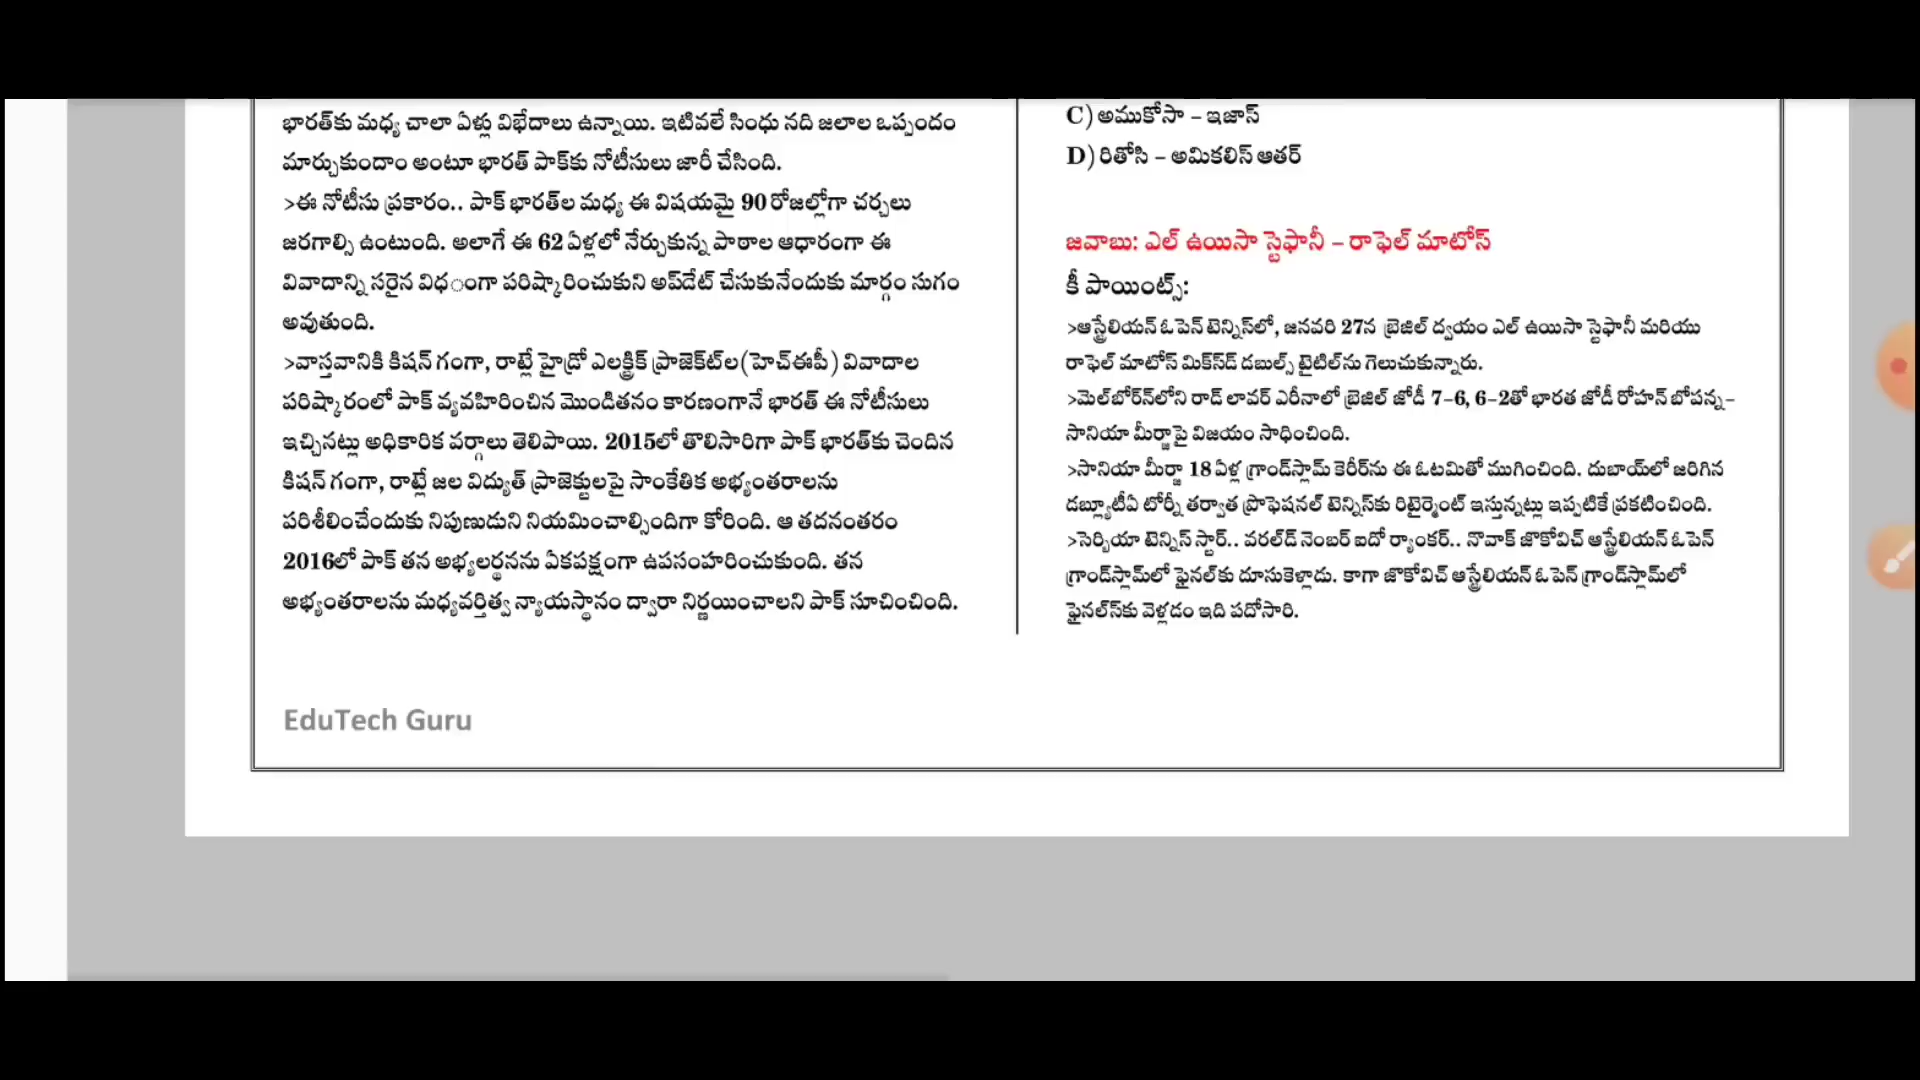 భారత్‌కు మధ్య చాలా ఏళ్లు విభేదాలు ఉన్నాయి. ఇటీవలే సింధు నది జలాల ఒప్పందం
మార్చుకుందాం అంటూ భారత్ పాక్‌కు నోటీసులు జారీ చేసింది.
>ఈ నోటీసు ప్రకారం.. పాక్ భారత్‌ల మధ్య ఈ విషయమై 90 రోజుల్లోగా చర్చలు
జరగాల్సి ఉంటుంది. అలాగే ఈ 62 ఏళ్లలో నేర్చుకున్న పాఠాల ఆధారంగా ఈ
వివాదాన్ని సరైన విధంగా పరిష్కారించుకుని అప్‌డేట్ చేసుకునేందుకు మార్గం సుగం
అవుతుంది.
>వాస్తవానికి కిషన్ గంగా, రాట్లే హైడ్రో ఎలక్ట్రిక్ ప్రాజెక్ట్‌ల(హెచ్‌ఈపీ) వివాదాల
పరిష్కారంలో పాక్ వ్యవహిరించిన మొండితనం కారణంగానే భారత్ ఈ నోటీసులు
ఇచ్చినట్లు అధికారిక వర్గాలు తెలిపాయి. 2015లో తొలిసారిగా పాక్ భారత్‌కు చెందిన
కిషన్ గంగా, రాట్లే జల విద్యుత్ ప్రాజెక్టులపై సాంకేతిక అభ్యంతరాలను
పరిశీలించేందుకు నిపుణుడుని నియమించాల్సిందిగా కోరింది. ఆ తదనంతరం
2016లో పాక్ తన అభ్యలర్థనను ఏకపక్షంగా ఉపసంహరించుకుంది. తన
అభ్యంతరాలను మధ్యవర్తిత్వ న్యాయస్థానం ద్వారా నిర్ణయించాలని పాక్ సూచించింది.
EduTech Guru
C) అముకోసా – ఇజాస్
D) రితోసి – అమికలిస్ ఆతర్
జవాబు: ఎల్ ఉయిసా స్టెఫానీ – రాఫెల్ మాటోస్
కీ పాయింట్స్:
>ఆస్ట్రేలియన్ ఓపెన్ టెన్నిస్‌లో, జనవరి 27న బ్రెజిల్ ద్వయం ఎల్ ఉయిసా స్టెఫానీ మరియు
రాఫెల్ మాటోస్ మిక్స్‌డ్ డబుల్స్ టైటిల్‌ను గెలుచుకున్నారు.
>మెల్‌బోర్న్‌లోని రాడ్ లావర్ ఎరీనాలో బ్రెజిల్ జోడీ 7-6, 6-2తో భారత జోడీ రోహన్ బోపన్న-
సానియా మీర్జాపై విజయం సాధించింది.
>సానియా మీర్జా 18 ఏళ్ల గ్రాండ్‌స్లామ్ కెరీర్‌ను ఈ ఓటమితో ముగించింది. దుబాయ్‌లో జరిగిన
డబ్ల్యూటీఏ టోర్నీ తర్వాత ప్రొఫెషనల్ టెన్నిస్‌కు రిటైర్మెంట్ ఇస్తున్నట్లు ఇప్పటికే ప్రకటించింది.
>సెర్బియా టెన్నిస్ స్టార్.. వరల్‌డ్ నెంబర్ ఐదో ర్యాంకర్.. నొవాక్ జొకోవిచ్ ఆస్ట్రేలియన్ ఓపెన్
గ్రాండ్‌స్లామ్‌లో ఫైనల్‌కు దూసుకెళ్లాడు. కాగా జొకోవిచ్ ఆస్ట్రేలియన్ ఓపెన్ గ్రాండ్‌స్లామ్‌లో
ఫైనల్స్‌కు వెళ్లడం ఇది పదోసారి.